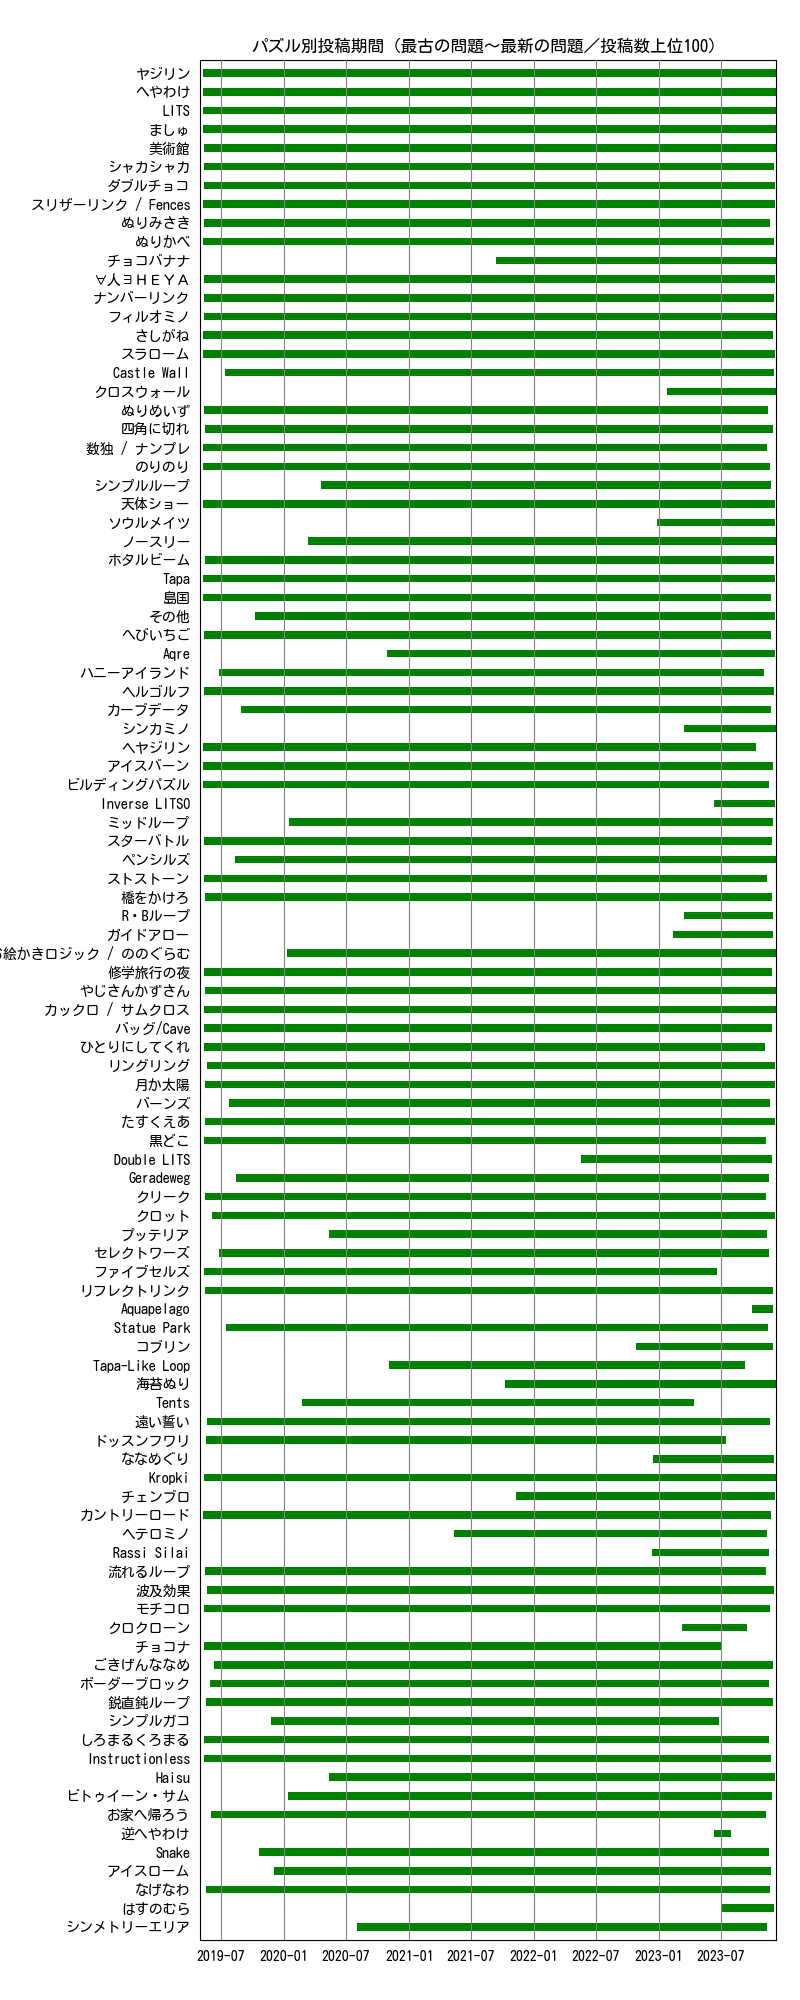 パズル別投稿期間（最古の問題～最新の問題／投稿数上位100）
ヤジリン
へやわけ
LITS
ましゅ
美術館
シャカシャカ
ダブルチョコ
スリザーリンク / Fences
ぬりみさき
ぬりかべ
チョコバナナ
∀人∃ＨＥＹＡ
ナンバーリンク
フィルオミノ
さしがね
スラローム
Castle Wall
クロスウォール
ぬりめいず
四角に切れ
数独 / ナンプレ
のりのり
シンプルループ
天体ショー
ソウルメイツ
ノースリー
ホタルビーム
Tapa
島国
その他
へびいちご
Aqre
ハニーアイランド
ヘルゴルフ
カーブデータ
シンカミノ
へヤジリン
アイスバーン
ビルディングパズル
Inverse LITSO
ミッドループ
スターバトル
ペンシルズ
ストストーン
橋をかけろ
R・Bループ
ガイドアロー
絵かきロジック / ののぐらむ
修学旅行の夜
やじさんかずさん
カックロ / サムクロス
バッグ/Cave
ひとりにしてくれ
リングリング
月か太陽
バーンズ
たすくえあ
黒どこ
Double LITS
Geradeweg
クリーク
クロット
プッテリア
セレクトワーズ
ファイブセルズ
リフレクトリンク
Aquapelago
Statue Park
コブリン
Tapa-Like Loop
海苔ぬり
Tents
遠い誓い
ドッスンフワリ
ななめぐり
Kropki
チェンブロ
カントリーロード
ヘテロミノ
Rassi Silai
流れるループ
波及効果
モチコロ
クロクローン
チョコナ
ごきげんななめ
ボーダーブロック
鋭直鈍ループ
シンプルガコ
しろまるくろまる
Instructionless
Haisu
ビトゥイーン・サム
お家へ帰ろう
逆へやわけ
Snake
アイスローム
なげなわ
はすのむら
シンメトリーエリア
2019-07 2020-01 2020-07 2021-01 2021-07 2022-01 2022-07 2023-01 2023-07